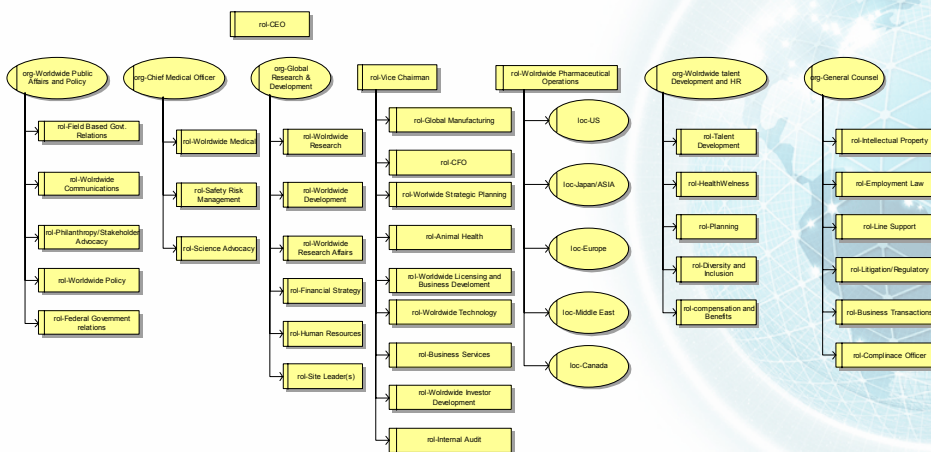 rol-CEO
org-Worldwide Public
Affairs and Policy
org-Chief Medical Officer
org-Global
Research &
Development
rol-Vice Chairman
rol-Wolrdwide Pharmaceutical
Operations
org-Wolrdwide talent
Development and HR
org-General Counsel
rol-Field Based Govt.
Relations
rol-Wolrdwide
Communications
rol-Philanthropy/Stakeholder
Advocacy
rol-Worldwide Policy
rol-Federal Government
relations
rol-Wolrdwide Medical
rol-Safety Risk
Management
rol-Science Advocacy
rol-Wolrdwide
Research
rol-Worldwide
Development
rol-Worldwide
Research Affairs
rol-Financial Strategy
rol-Human Resources
rol-Site Leader(s)
rol-Global Manufacturing
rol-CFO
rol-Worlwide Strategic Planning
rol-Animal Health
rol-Worldwide Licensing and
Business Develoment
rol-Wolrdwide Technology
rol-Business Services
rol-Wolrdwide Investor
Development
rol-Internal Audit
loc-US
loc-Japan/ASIA
loc-Europe
loc-Middle East
loc-Canada
rol-Talent
Development
rol-HealthWelness
rol-Planning
rol-Diversity and
Inclusion
rol-compensation and
Benefits
rol-Intellectual Property
rol-Employment Law
rol-Line Support
rol-Litigation/Regulatory
rol-Business Transactions
rol-Complinace Officer